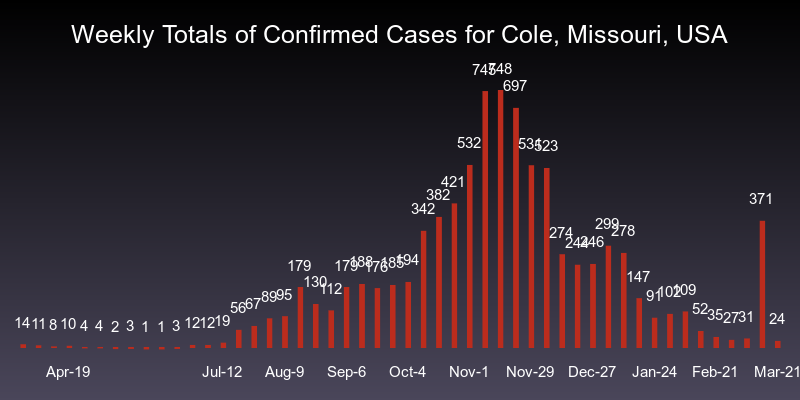 Weekly Totals of Confirmed Cases for Cole, Missouri, USA
14 11 8 10 4 4 2 3 1 1 3 12 12 19 56 67 89 95 179 130 112 179 188 176 185 194 342 382 421 532 745 748 697 531 523 274 244 246 299 278 147 91 102 109 52 35 27 31 371 24
Apr-19 Jul-12 Aug-9 Sep-6 Oct-4 Nov-1 Nov-29 Dec-27 Jan-24 Feb-21 Mar-21